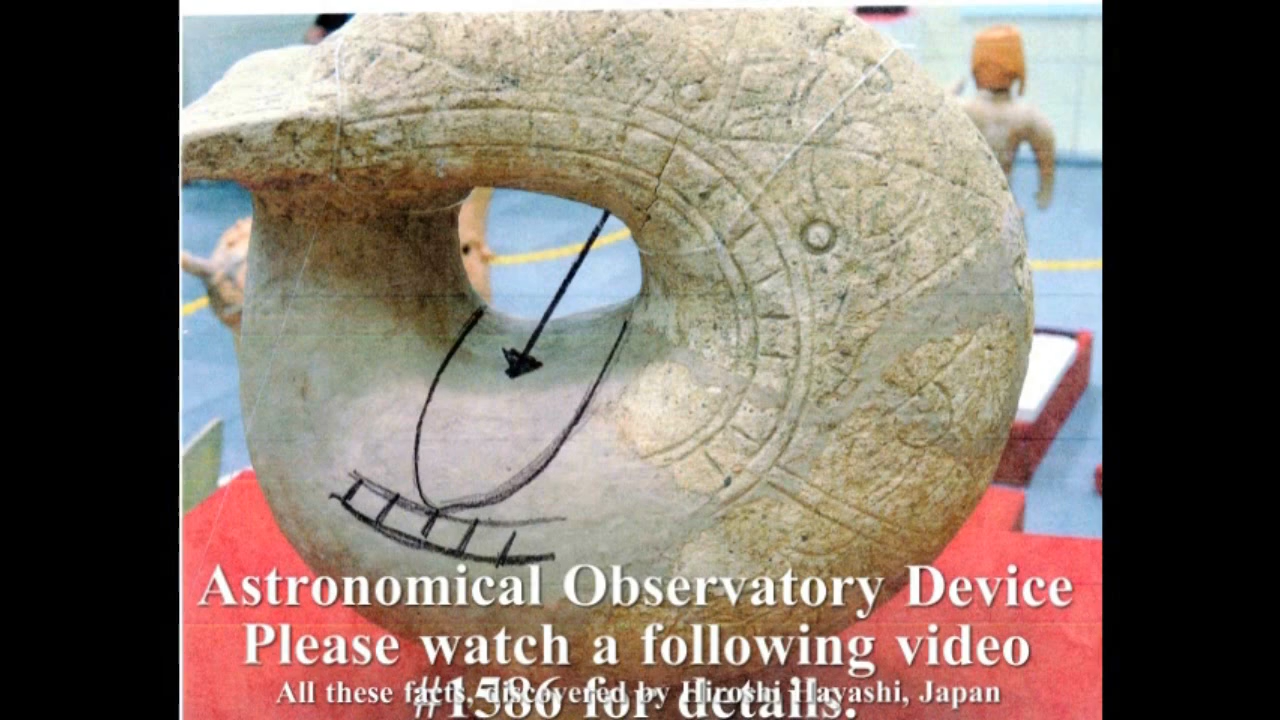 Astronomical Observatory Device
Please watch a following video
#1586 for details.
All these facts, discovered by Hiroshi Hayashi, Japan